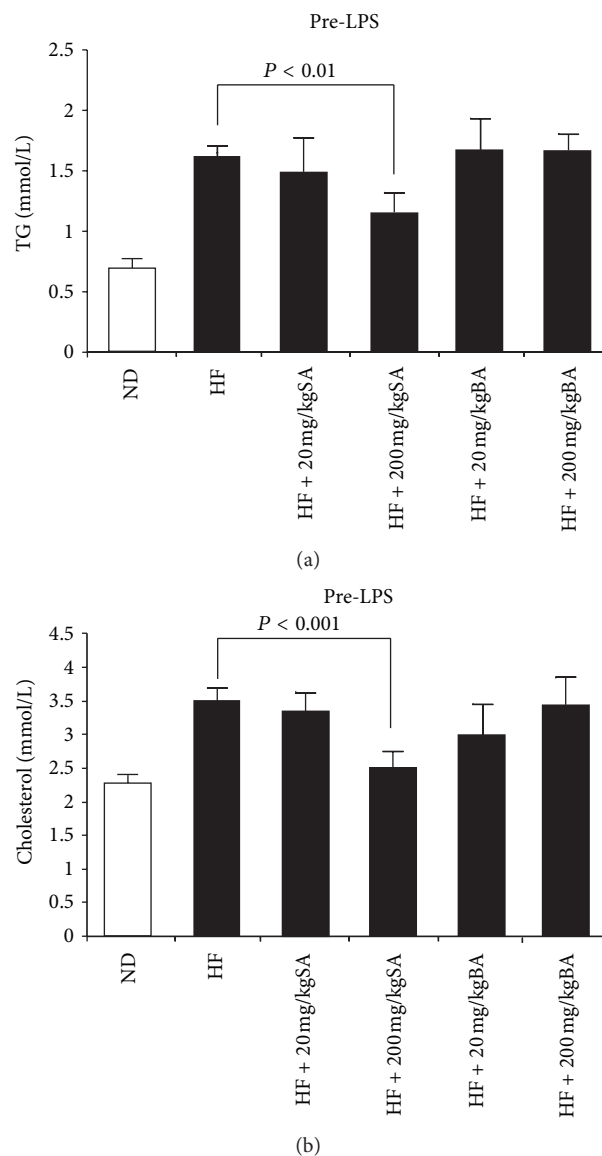 Pre-LPS
2.5
P < 0.01
2
1.5
1
0.5
0
TG (mmol/L)
ND
HF
HF + 20 mg/kgSA
HF + 200 mg/kgSA
HF + 20 mg/kgBA
HF + 200 mg/kgBA
(a)
Pre-LPS
4.5
P < 0.001
4
3.5
3
2.5
2
1.5
1
0.5
0
Cholesterol (mmol/L)
ND
HF
HF + 20 mg/kgSA
HF + 200 mg/kgSA
HF + 20 mg/kgBA
HF + 200 mg/kgBA
(b)